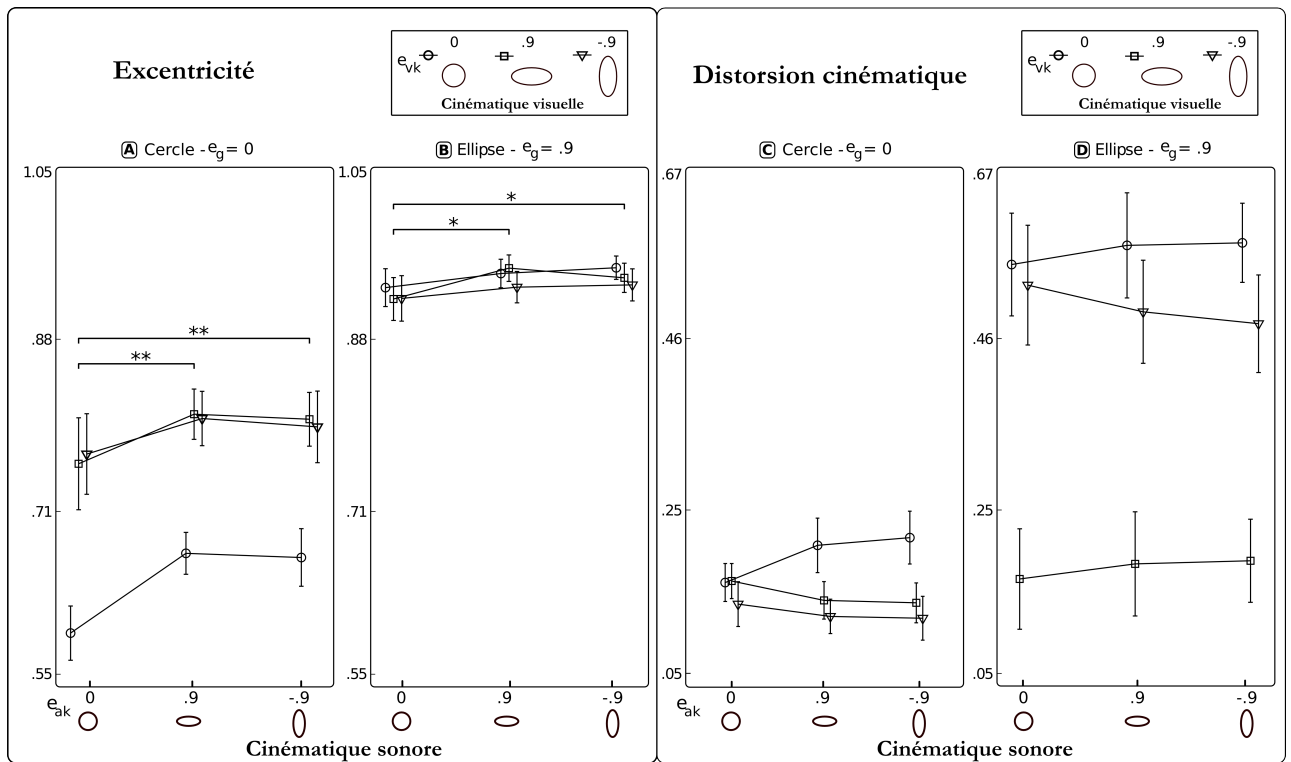 Excentricité
0 .9 -.9
e_vk
Cinématique visuelle
A Cercle - e_g = 0
B Ellipse - e_g = .9
1.05
.88
.71
.55
** 
**
1.05
.88
.71
.55
*
*
0 .9 -.9
0 .9 -.9
e_ak
Cinématique sonore
Distorsion cinématique
0 .9 -.9
e_vk
Cinématique visuelle
C Cercle - e_g = 0
D Ellipse - e_g = .9
.67
.46
.25
.05
.67
.46
.25
.05
0 .9 -.9
0 .9 -.9
e_ak
Cinématique sonore